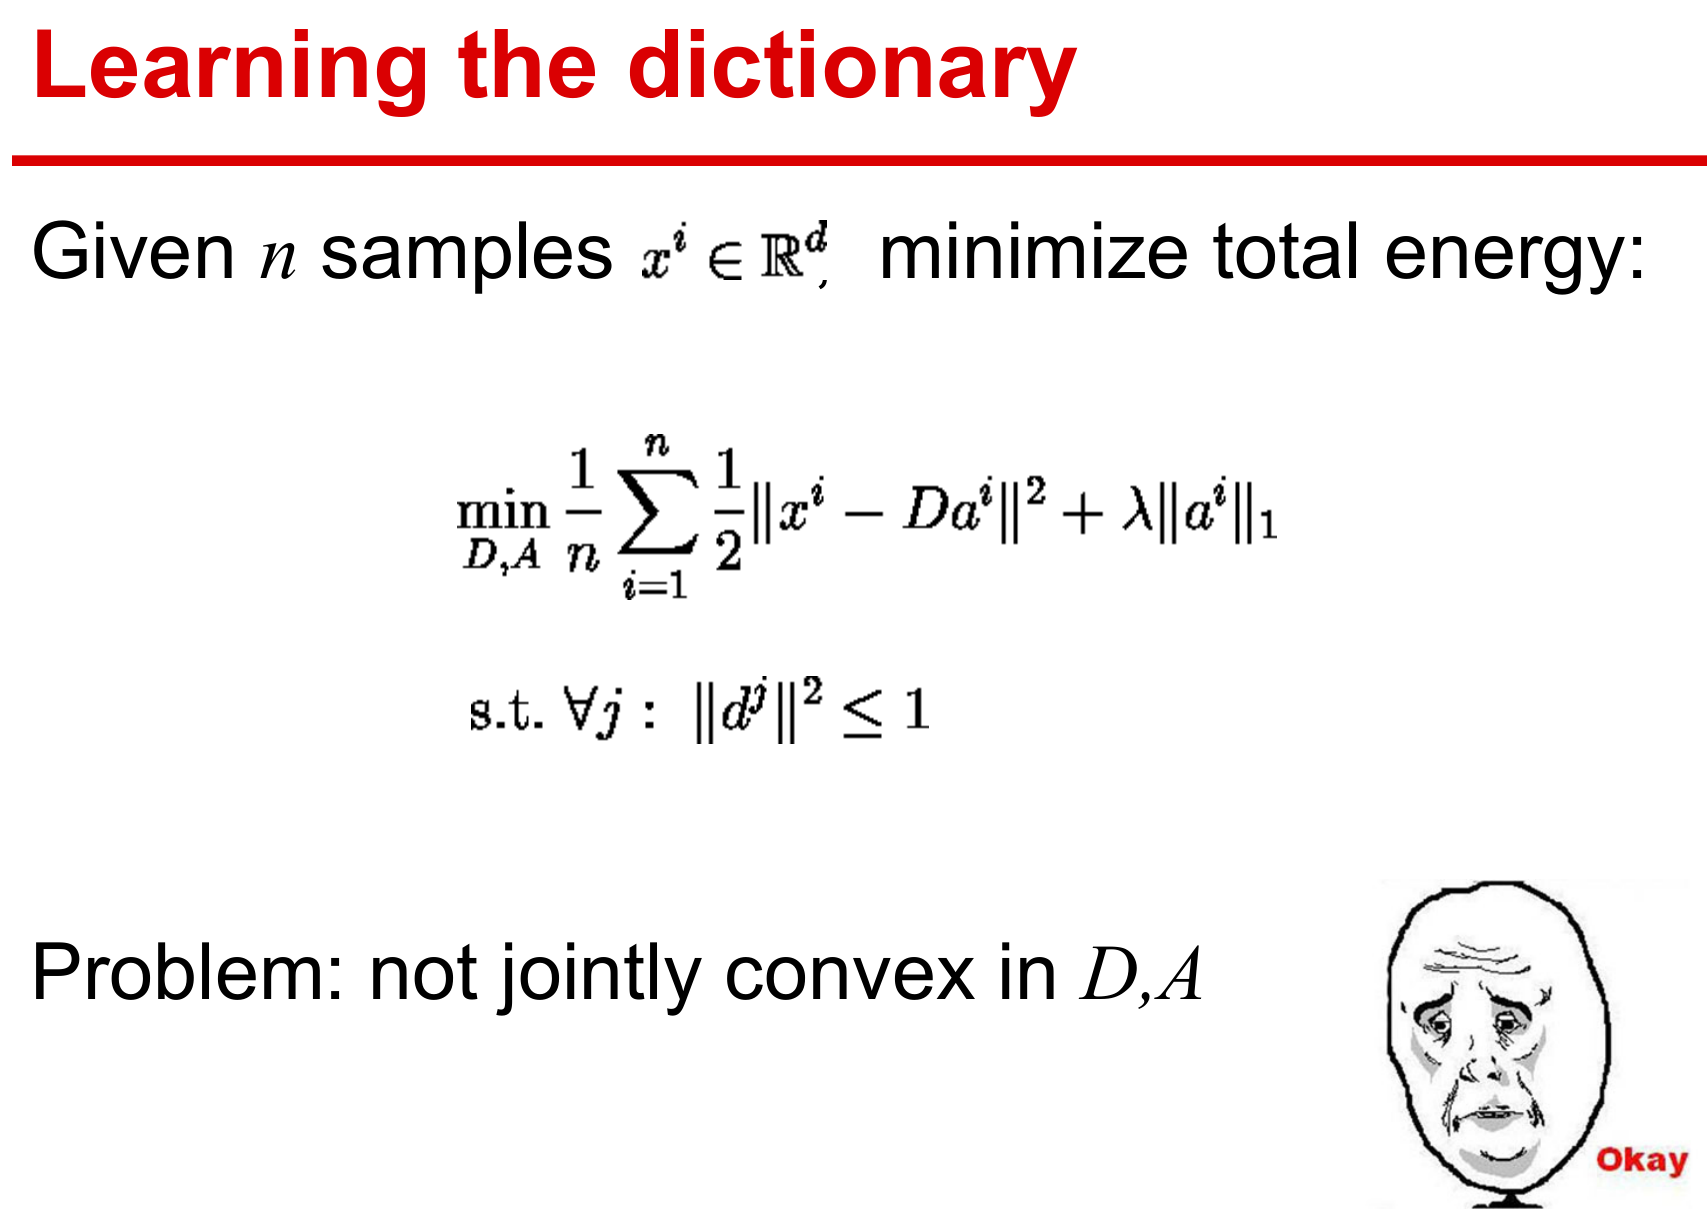 Learning the dictionary
Given n samples $x^i \in \mathbb{R}^d$, minimize total energy:
$\min_{D,A} \frac{1}{n} \sum_{i=1}^{n} \frac{1}{2} \|x^i - Da^i\|^2 + \lambda \|a^i\|_1$
s.t. $\forall j : \|d^j\|^2 \leq 1$
Problem: not jointly convex in D,A
Okay